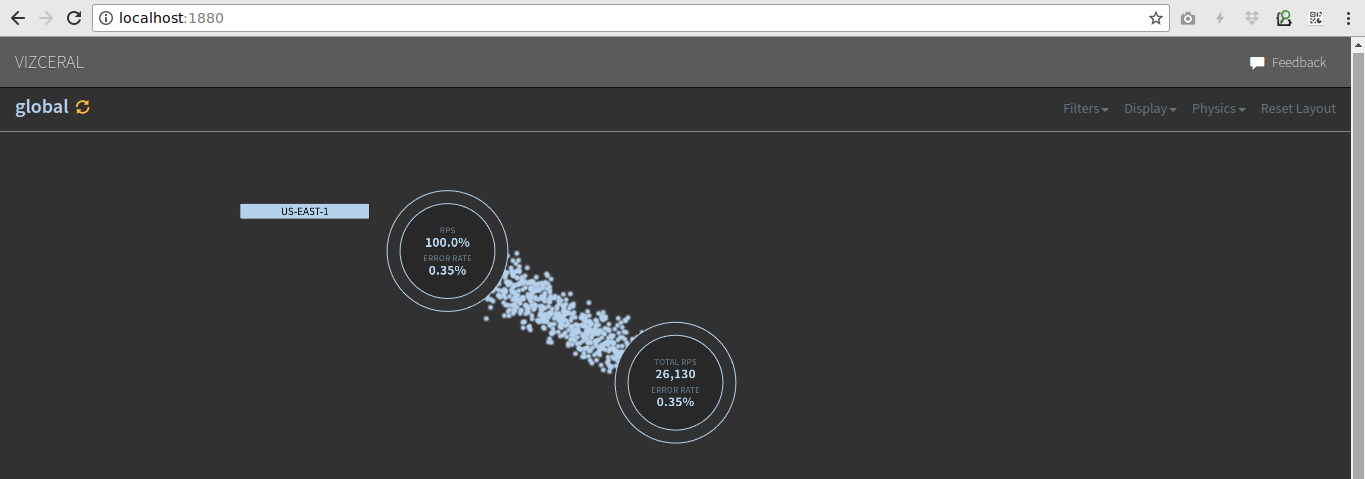 localhost:1880
VIZCERAL
Feedback
global
Filters Display Physics Reset Layout
US-EAST-1
RPS
100.0%
ERROR RATE
0.35%
TOTAL RPS
26,130
ERROR RATE
0.35%